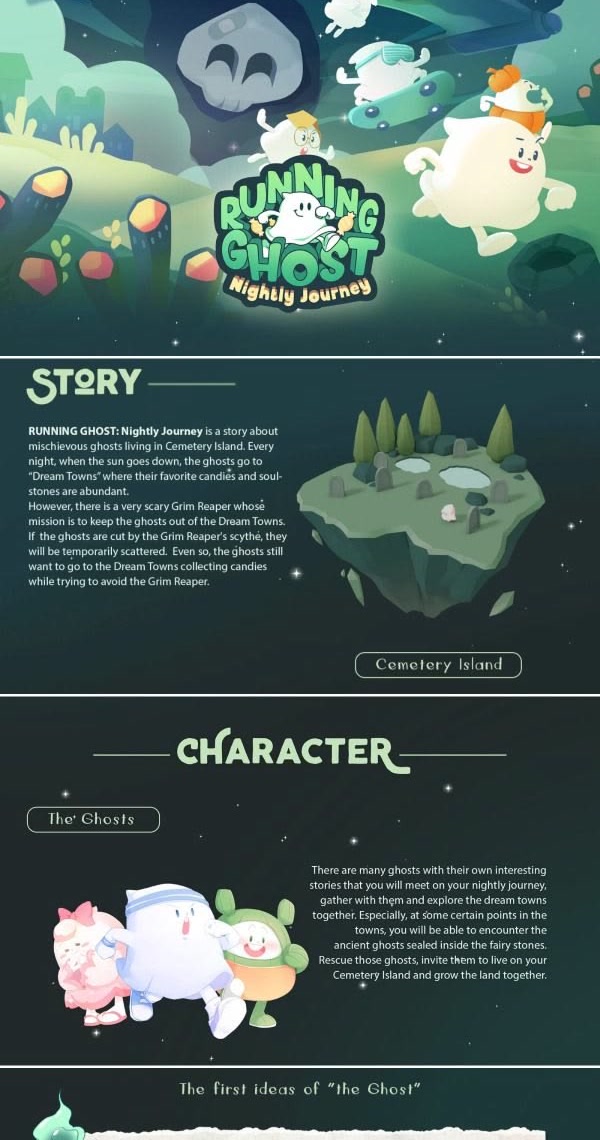 RUNNING
GHOST
Nightly Journey
STORY
RUNNING GHOST: Nightly Journey is a story about
mischievous ghosts living in Cemetery Island. Every
night, when the sun goes down, the ghosts go to
“Dream Towns” where their favorite candies and soul-
stones are abundant.
However, there is a very scary Grim Reaper whose
mission is to keep the ghosts out of the Dream Towns.
If the ghosts are cut by the Grim Reaper's scythe, they
will be temporarily scattered. Even so, the ghosts still
want to go to the Dream Towns collecting candies
while trying to avoid the Grim Reaper.
Cemetery Island
CHARACTER
The Ghosts
There are many ghosts with their own interesting
stories that you will meet on your nightly journey,
gather with them and explore the dream towns
together. Especially, at some certain points in the
towns, you will be able to encounter the
ancient ghosts sealed inside the fairy stones.
Rescue those ghosts, invite them to live on your
Cemetery Island and grow the land together.
The first ideas of "the Ghost"